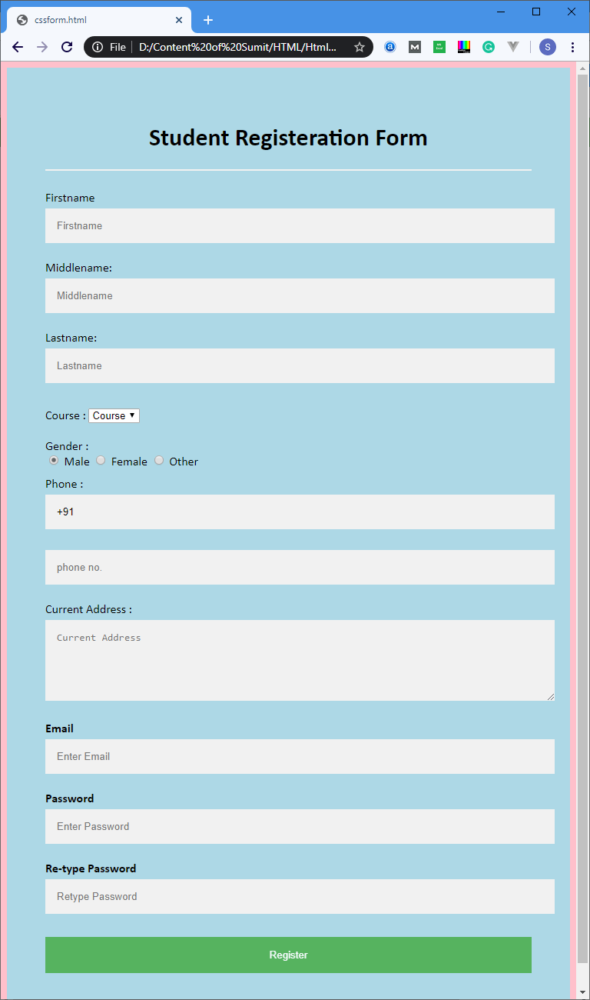 cssform.html
File D:/Content%20of%20Sumit/HTML/Html... S
Student Registeration Form
Firstname
Firstname
Middlename:
Middlename
Lastname:
Lastname
Course : Course
Gender :
Male Female Other
Phone :
+91
phone no.
Current Address :
Current Address
Email
Enter Email
Password
Enter Password
Re-type Password
Retype Password
Register